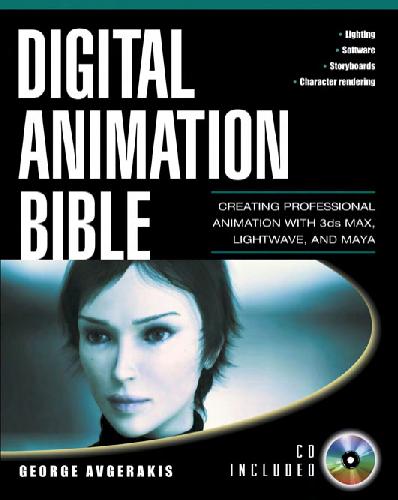 • Lighting
• Software
• Storyboards
• Character rendering
DIGITAL
ANIMATION
BIBLE
CREATING PROFESSIONAL
ANIMATION WITH 3ds MAX,
LIGHTWAVE, AND MAYA
CD
INCLUDED
GEORGE AVGERAKIS